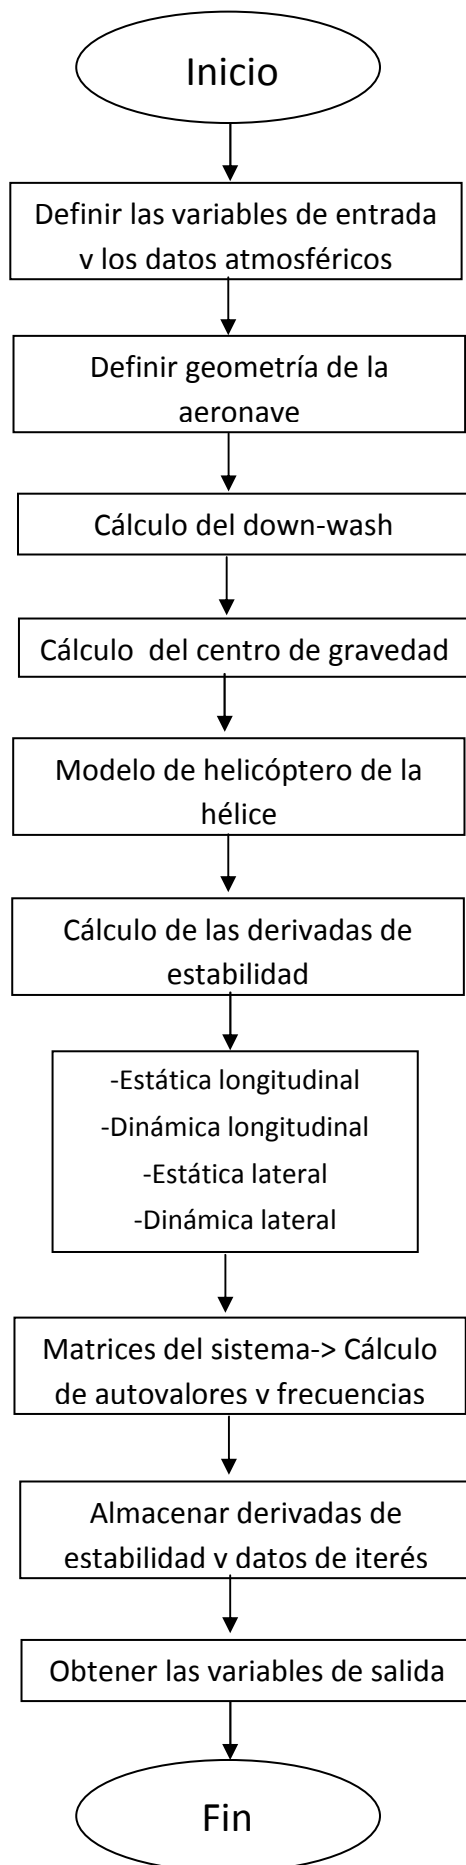 Inicio
Definir las variables de entrada
y los datos atmosféricos
Definir geometría de la
aeronave
Cálculo del down-wash
Cálculo del centro de gravedad
Modelo de helicóptero de la
hélice
Cálculo de las derivadas de
estabilidad
-Estática longitudinal
-Dinámica longitudinal
-Estática lateral
-Dinámica lateral
Matrices del sistema-> Cálculo
de autovalores y frecuencias
Almacenar derivadas de
estabilidad y datos de iterés
Obtener las variables de salida
Fin